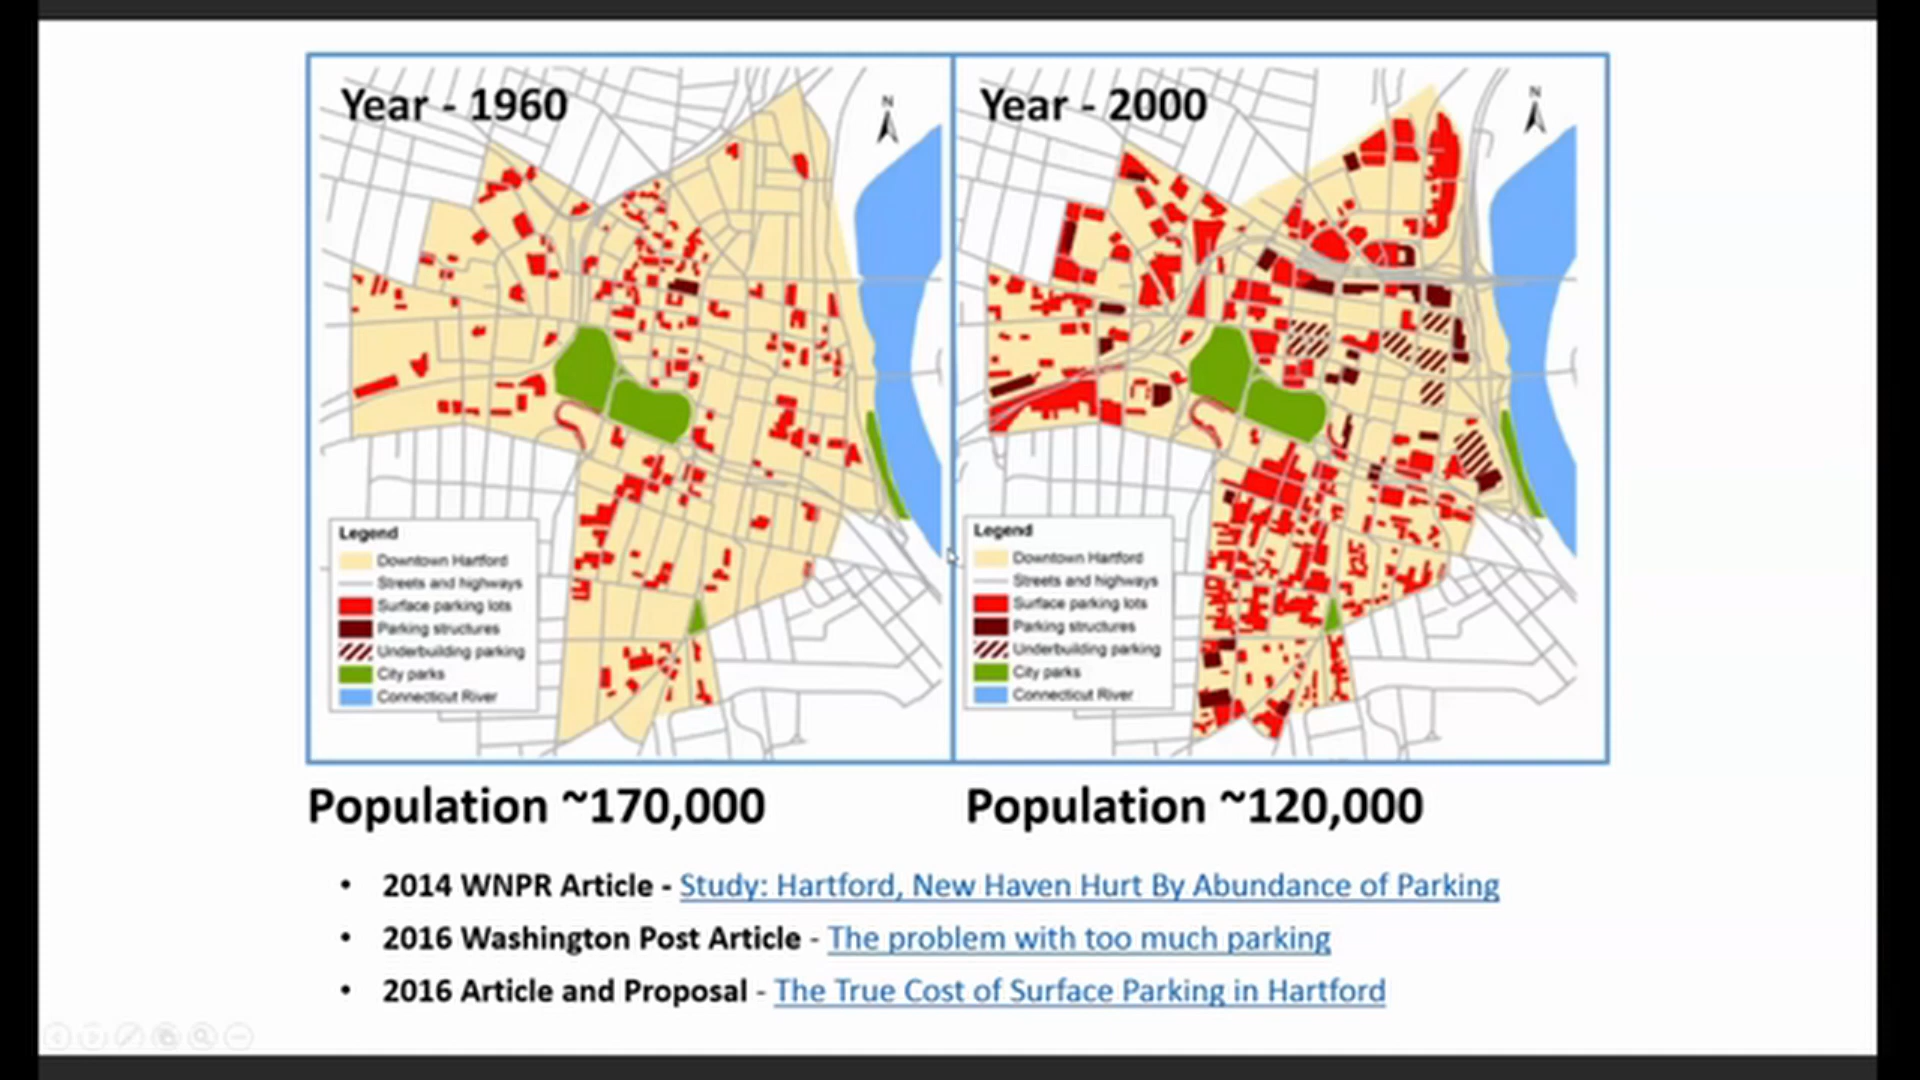 Year - 1960
N
Legend
Downtown Hartford
Streets and highways
Surface parking lots
Parking structures
Underbuilding parking
City parks
Connecticut River
Year - 2000
N
Legend
Downtown Hartford
Streets and highways
Surface parking lots
Parking structures
Underbuilding parking
City parks
Connecticut River
Population ~170,000
Population ~120,000
• 2014 WNPR Article - Study: Hartford, New Haven Hurt By Abundance of Parking
• 2016 Washington Post Article - The problem with too much parking
• 2016 Article and Proposal - The True Cost of Surface Parking in Hartford